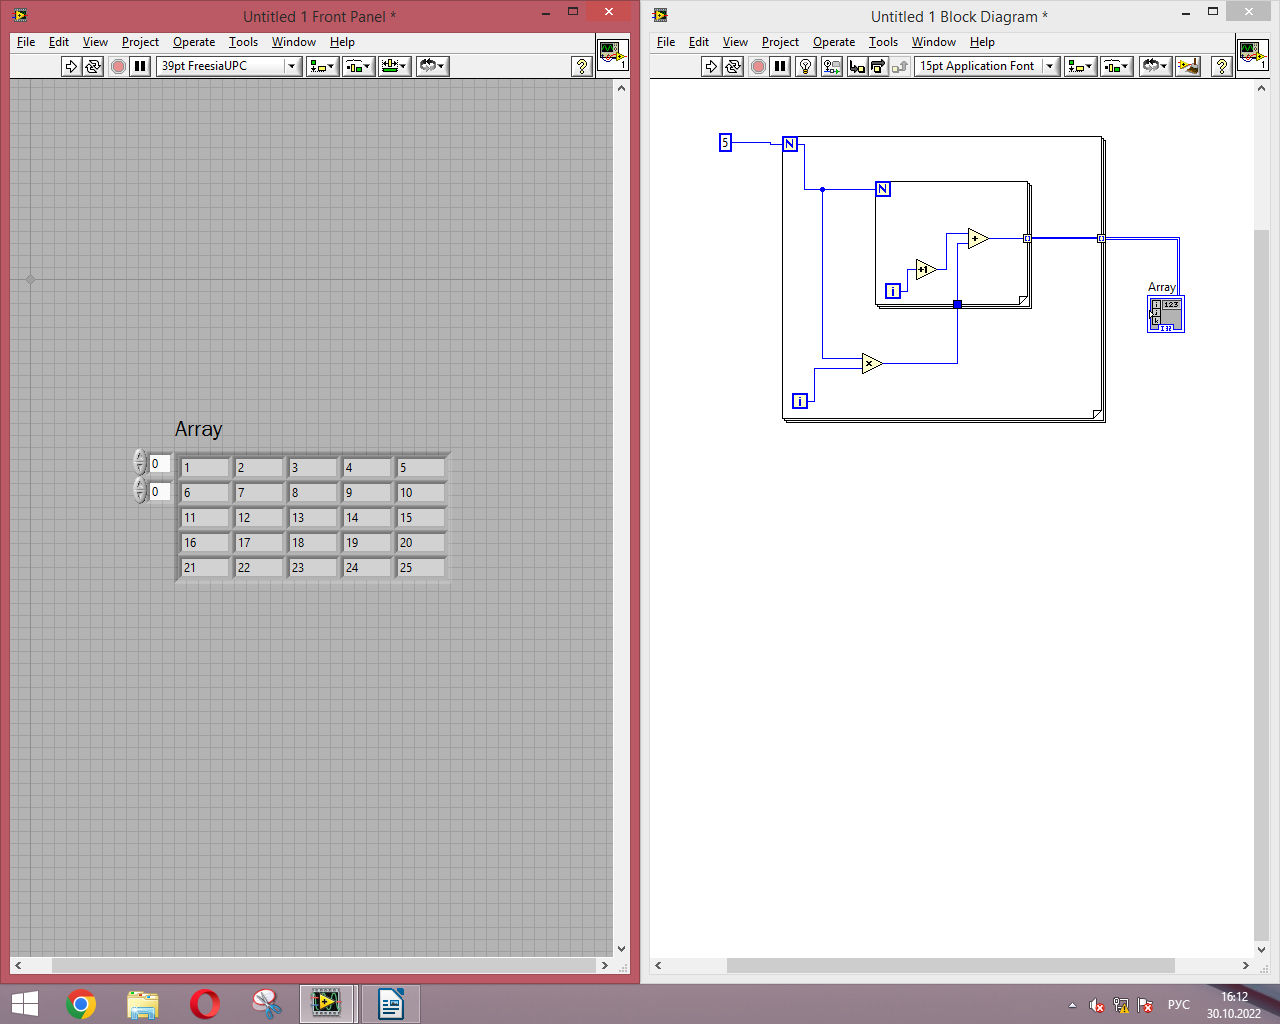 Untitled 1 Front Panel *
File Edit View Project Operate Tools Window Help
39pt FreesiaUPC
?
1
Array
0 1 2 3 4 5
0 6 7 8 9 10
11 12 13 14 15
16 17 18 19 20
21 22 23 24 25
Untitled 1 Block Diagram *
File Edit View Project Operate Tools Window Help
15pt Application Font
?
1
5 N
N
+
+1
i
Array
i 123
j
k
I32
×
i
РУС
16:12
30.10.2022